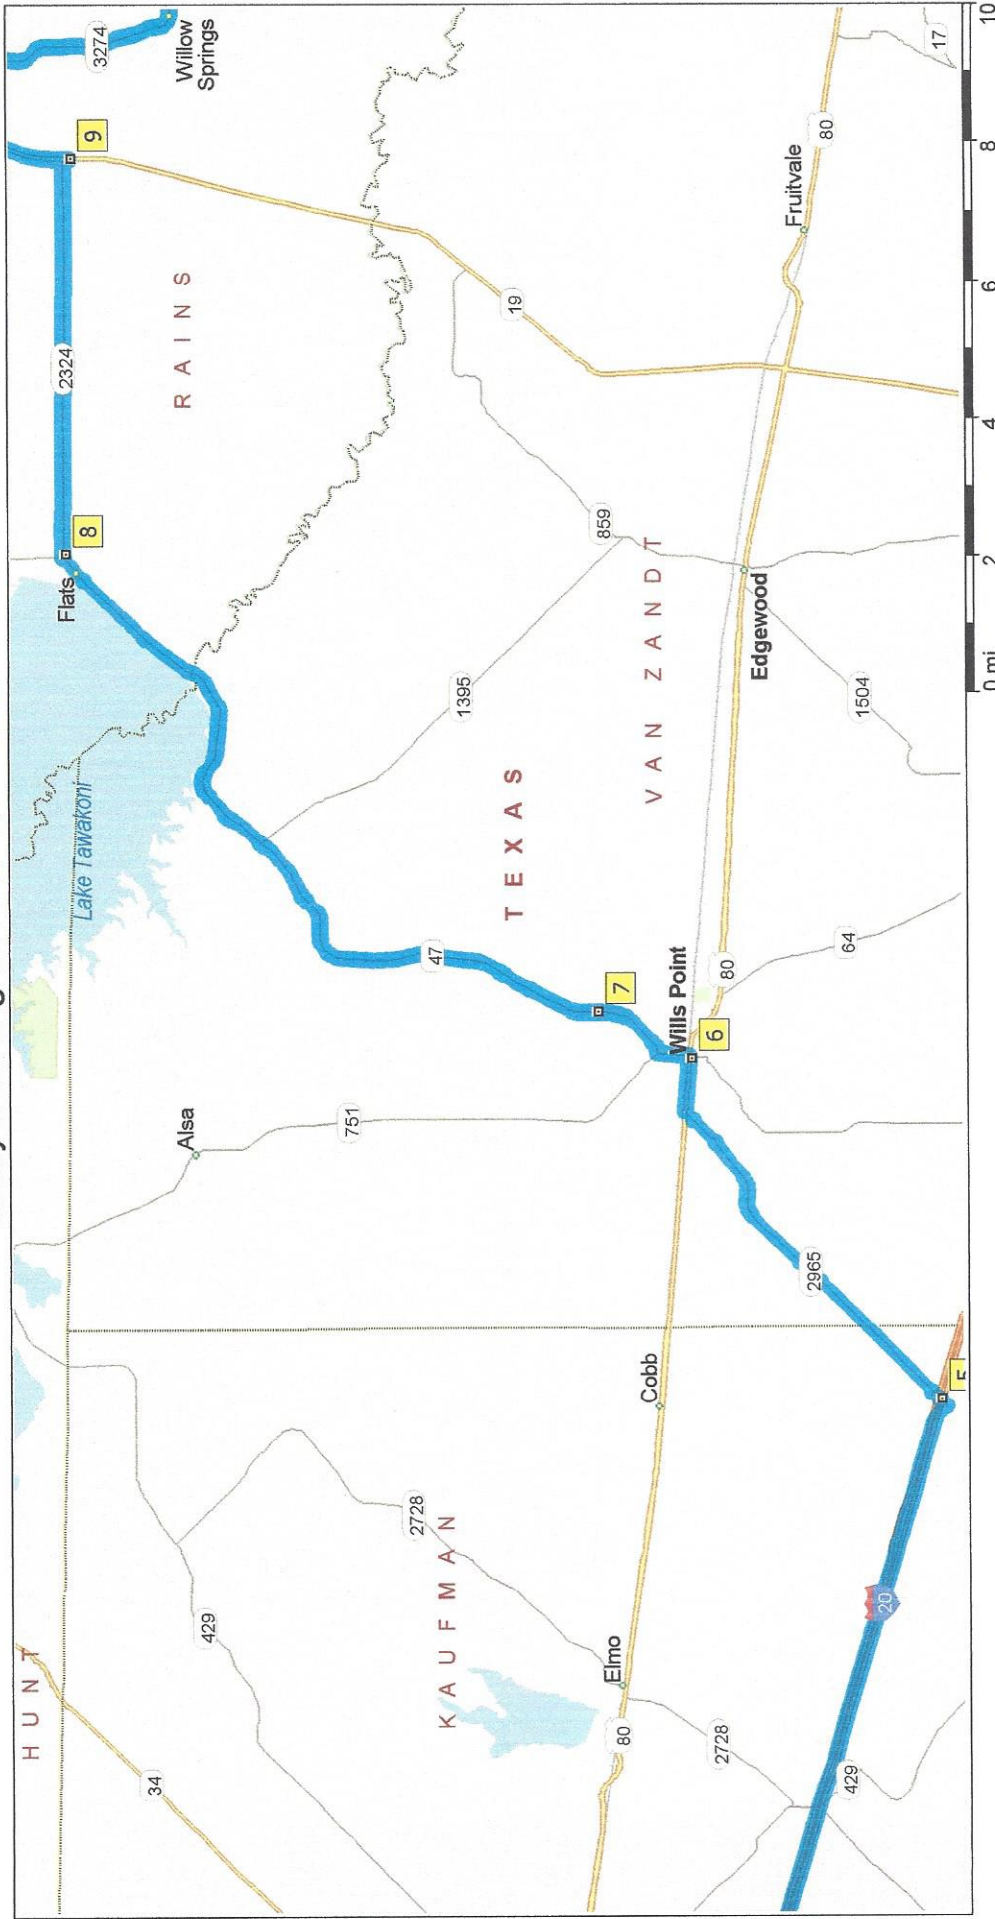 HUNT
34
429
2728
KAUFMAN
Elmo
80
2728
429
20
Cobb
5
2965
Alsa
751
Wills Point
6
7
47
80
64
TEXAS
Lake Tawakoni
1395
VAN ZANDT
859
Edgewood
1504
Flats
8
2324
RAINS
9
19
3274
Willow
Springs
Fruitvale
80
17
0 mi
2
4
6
8
10